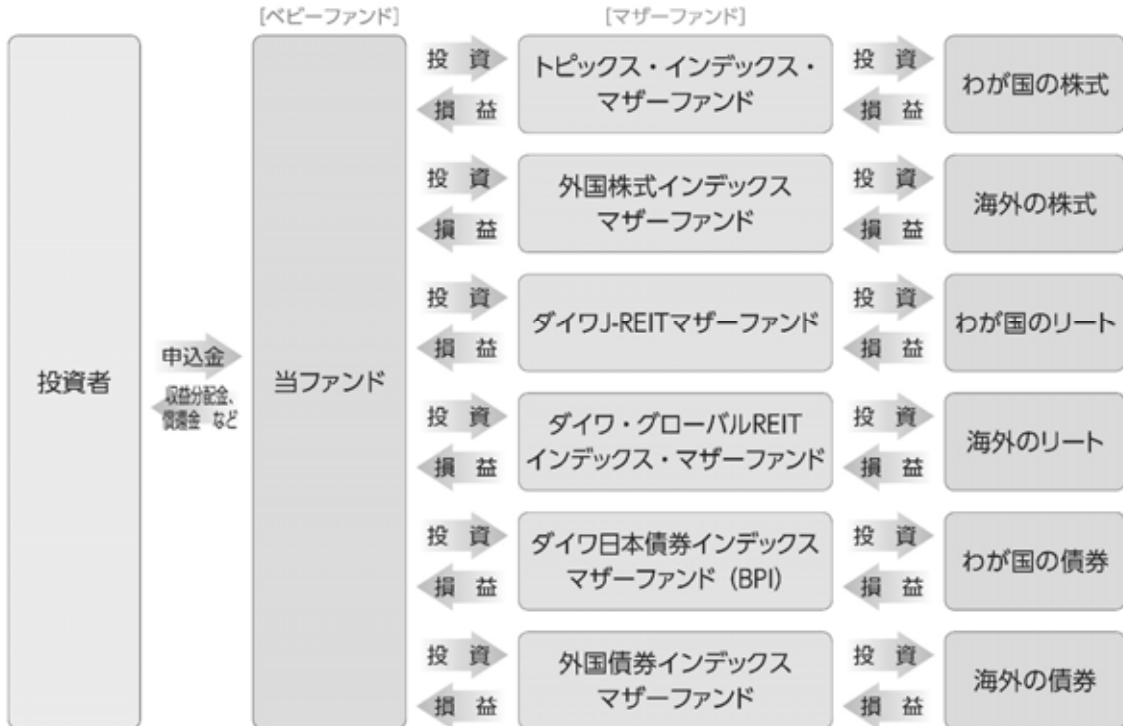 [ベビーファンド]
[マザーファンド]
投資者
申込金
収益分配金、
償還金 など
当ファンド
投 資
損 益
トピックス・インデックス・
マザーファンド
投 資
損 益
わが国の株式
投 資
損 益
外国株式インデックス
マザーファンド
投 資
損 益
海外の株式
投 資
損 益
ダイワJ-REITマザーファンド
投 資
損 益
わが国のリート
投 資
損 益
ダイワ・グローバルREIT
インデックス・マザーファンド
投 資
損 益
海外のリート
投 資
損 益
ダイワ日本債券インデックス
マザーファンド (BPI)
投 資
損 益
わが国の債券
投 資
損 益
外国債券インデックス
マザーファンド
投 資
損 益
海外の債券